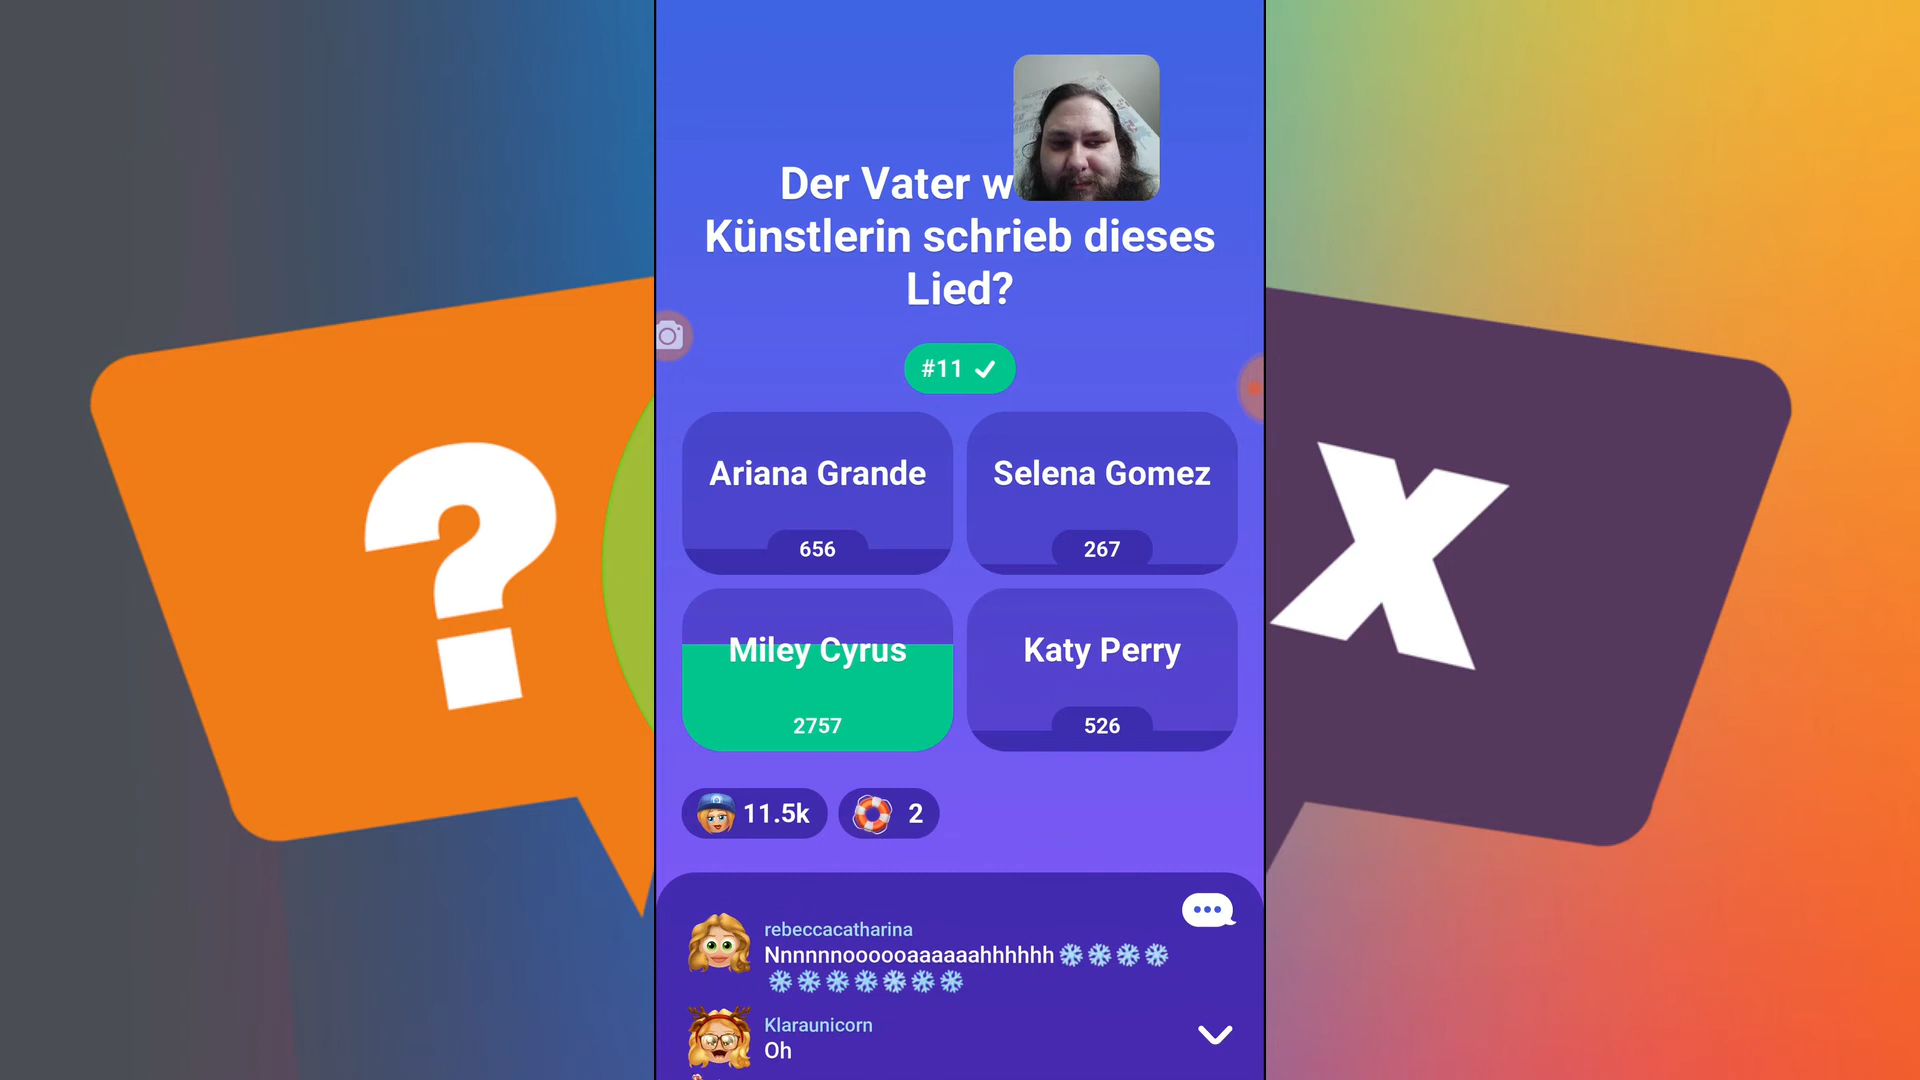 Der Vater w
Künstlerin schrieb dieses
Lied?
#11
Ariana Grande
656
Selena Gomez
267
Miley Cyrus
2757
Katy Perry
526
11.5k
2
rebeccacatharina
Nnnnnnoooooaaaaaahhhhhh
Klaraunicorn
Oh
?
X